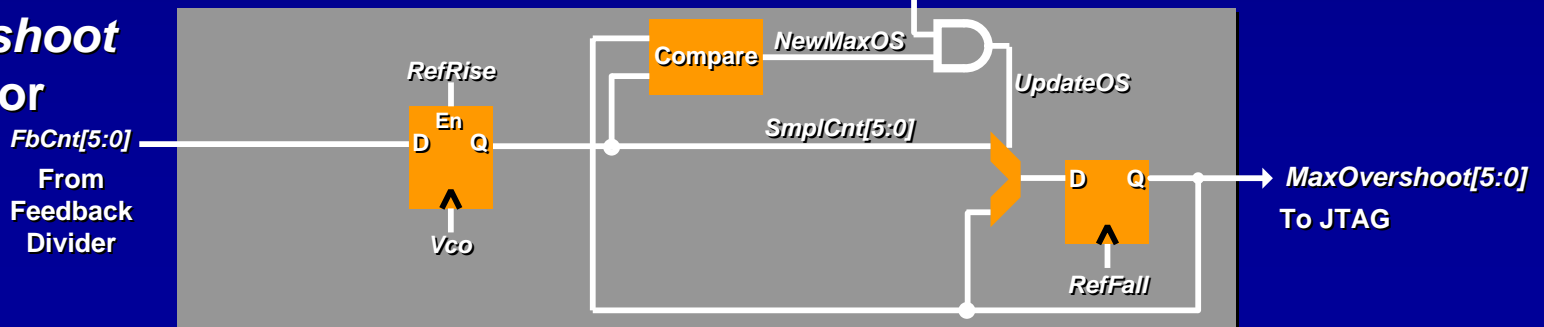 shoot
or
FbCnt[5:0]
From
Feedback
Divider
RefRise
En
D Q
Vco
Compare
NewMaxOS
UpdateOS
SmplCnt[5:0]
D Q
RefFall
MaxOvershoot[5:0]
To JTAG